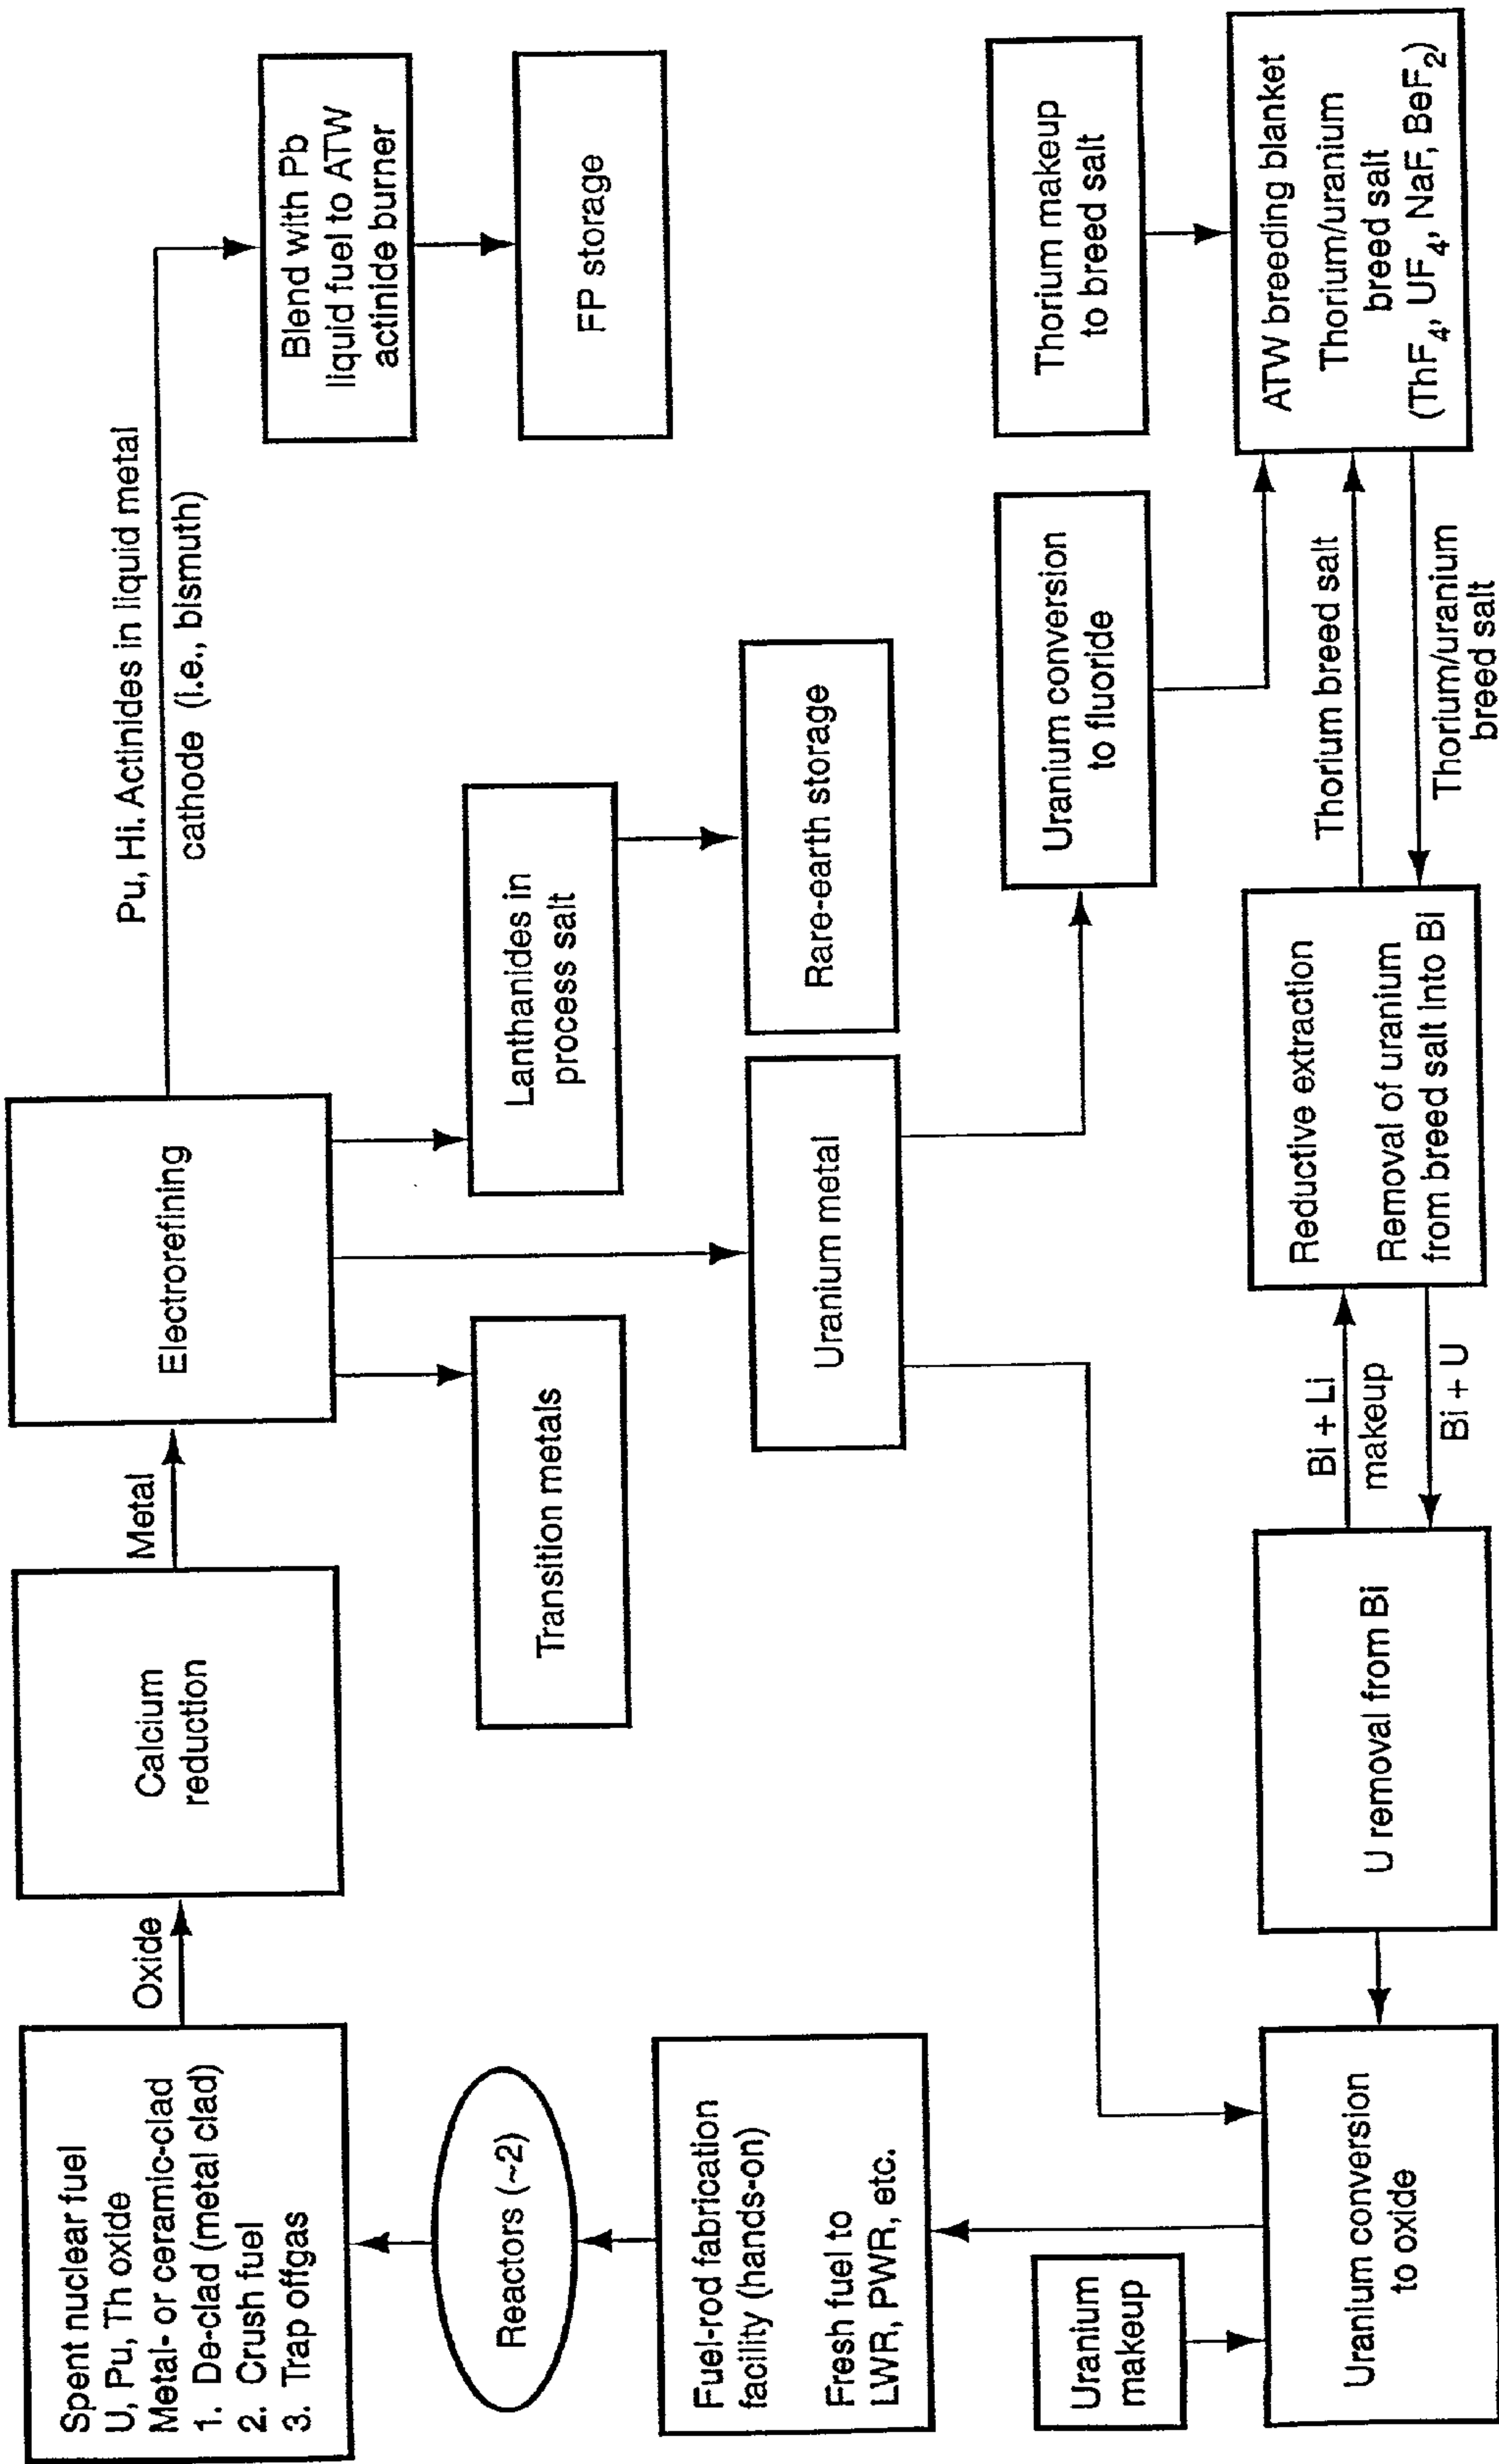 Spent nuclear fuel
U, Pu, Th oxide
Metal- or ceramic-clad
1. De-clad (metal clad)
2. Crush fuel
3. Trap offgas
Oxide
Calcium
reduction
Metal
Electrorefining
Pu, Hi. Actinides in liquid metal
cathode (i.e., bismuth)
Blend with Pb
liquid fuel to ATW
actinide burner
FP storage
Reactors (~2)
Transition metals
Lanthanides in
process salt
Rare-earth storage
Uranium metal
Fuel-rod fabrication
facility (hands-on)
Fresh fuel to
LWR, PWR, etc.
Uranium conversion
to fluoride
Thorium makeup
to breed salt
Uranium
makeup
Uranium conversion
to oxide
U removal from Bi
Bi + Li
makeup
Bi + U
Reductive extraction
Removal of uranium
from breed salt into Bi
Thorium breed salt
Thorium/uranium
breed salt
ATW breeding blanket
Thorium/uranium
breed salt
(ThF4, UF4, NaF, BeF2)